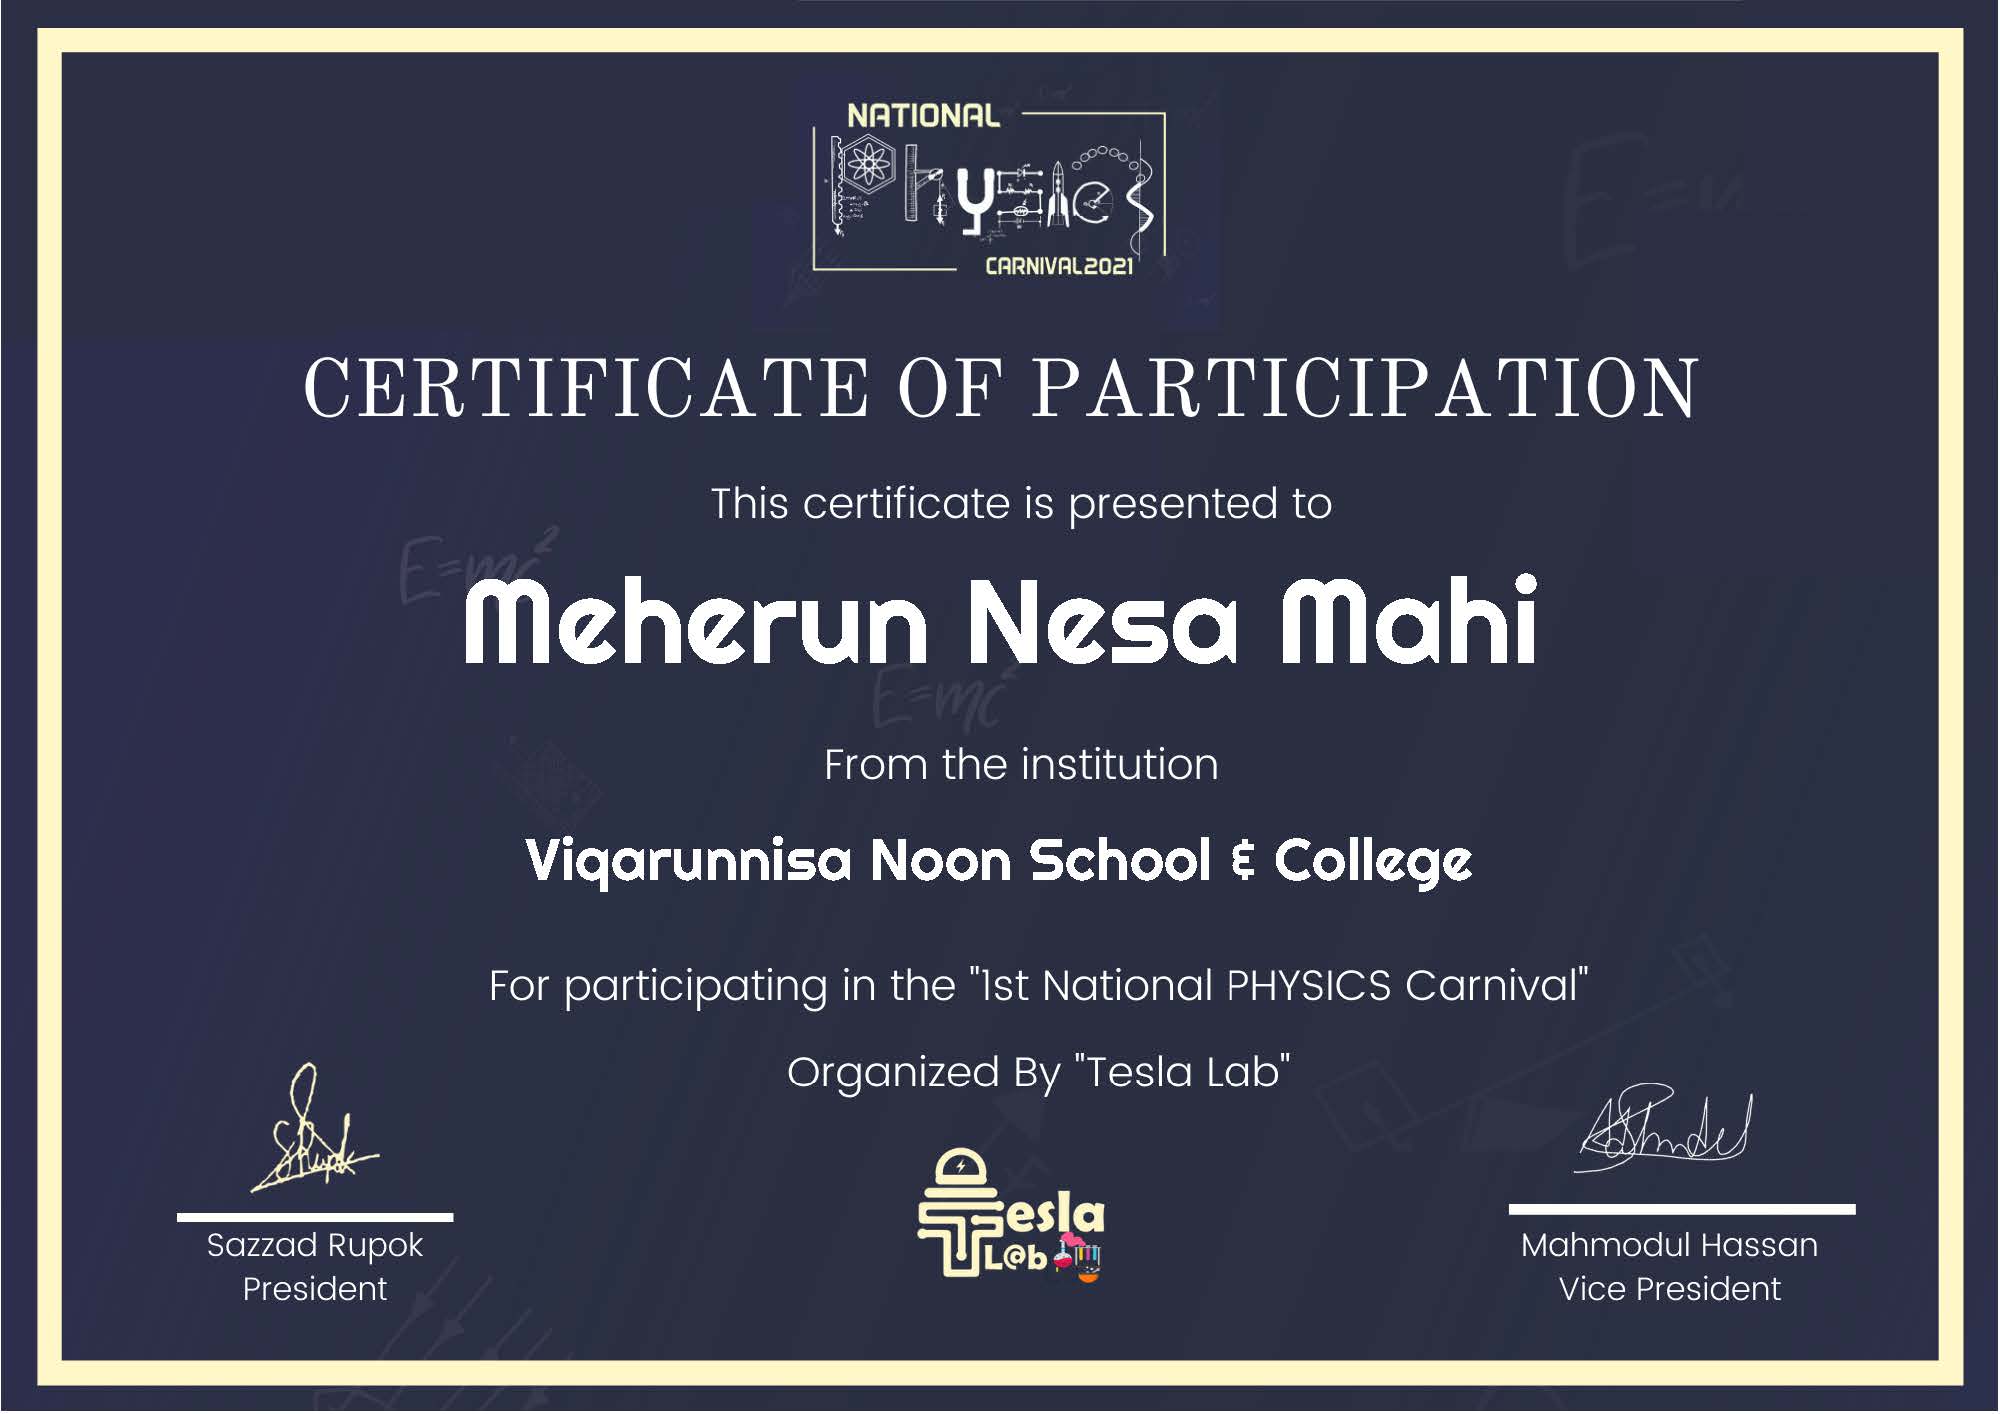 NATIONAL
Physics
CARNIVAL2021
CERTIFICATE OF PARTICIPATION
This certificate is presented to
E=mc²
Meherun Nesa Mahi
E=mc²
From the institution
Viqarunnisa Noon School & College
For participating in the "1st National PHYSICS Carnival"
Organized By "Tesla Lab"
Tesla
L@b
Sazzad Rupok
President
Mahmodul Hassan
Vice President